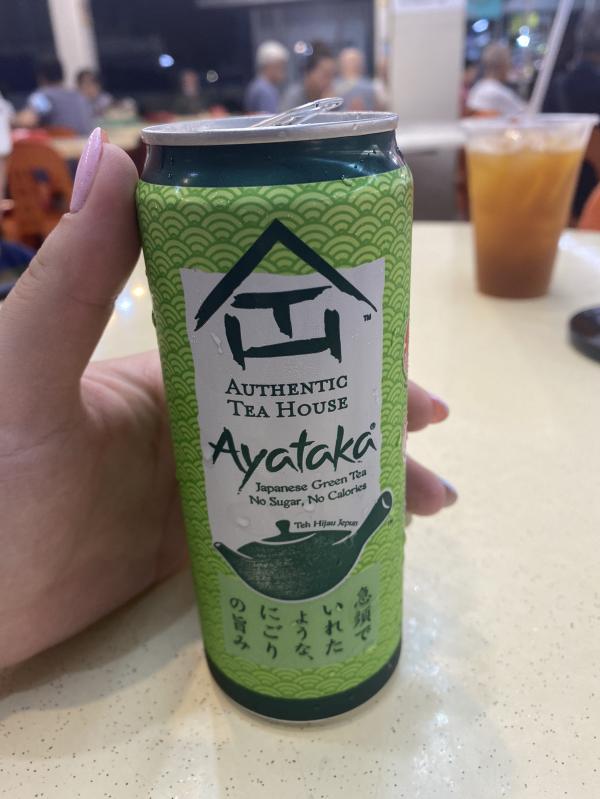 TM
AUTHENTIC
TEA HOUSE
Ayataka®
Japanese Green Tea
No Sugar, No Calories
Teh Hijau Jepun
急須で
いれた
ような、
にごり
の旨み